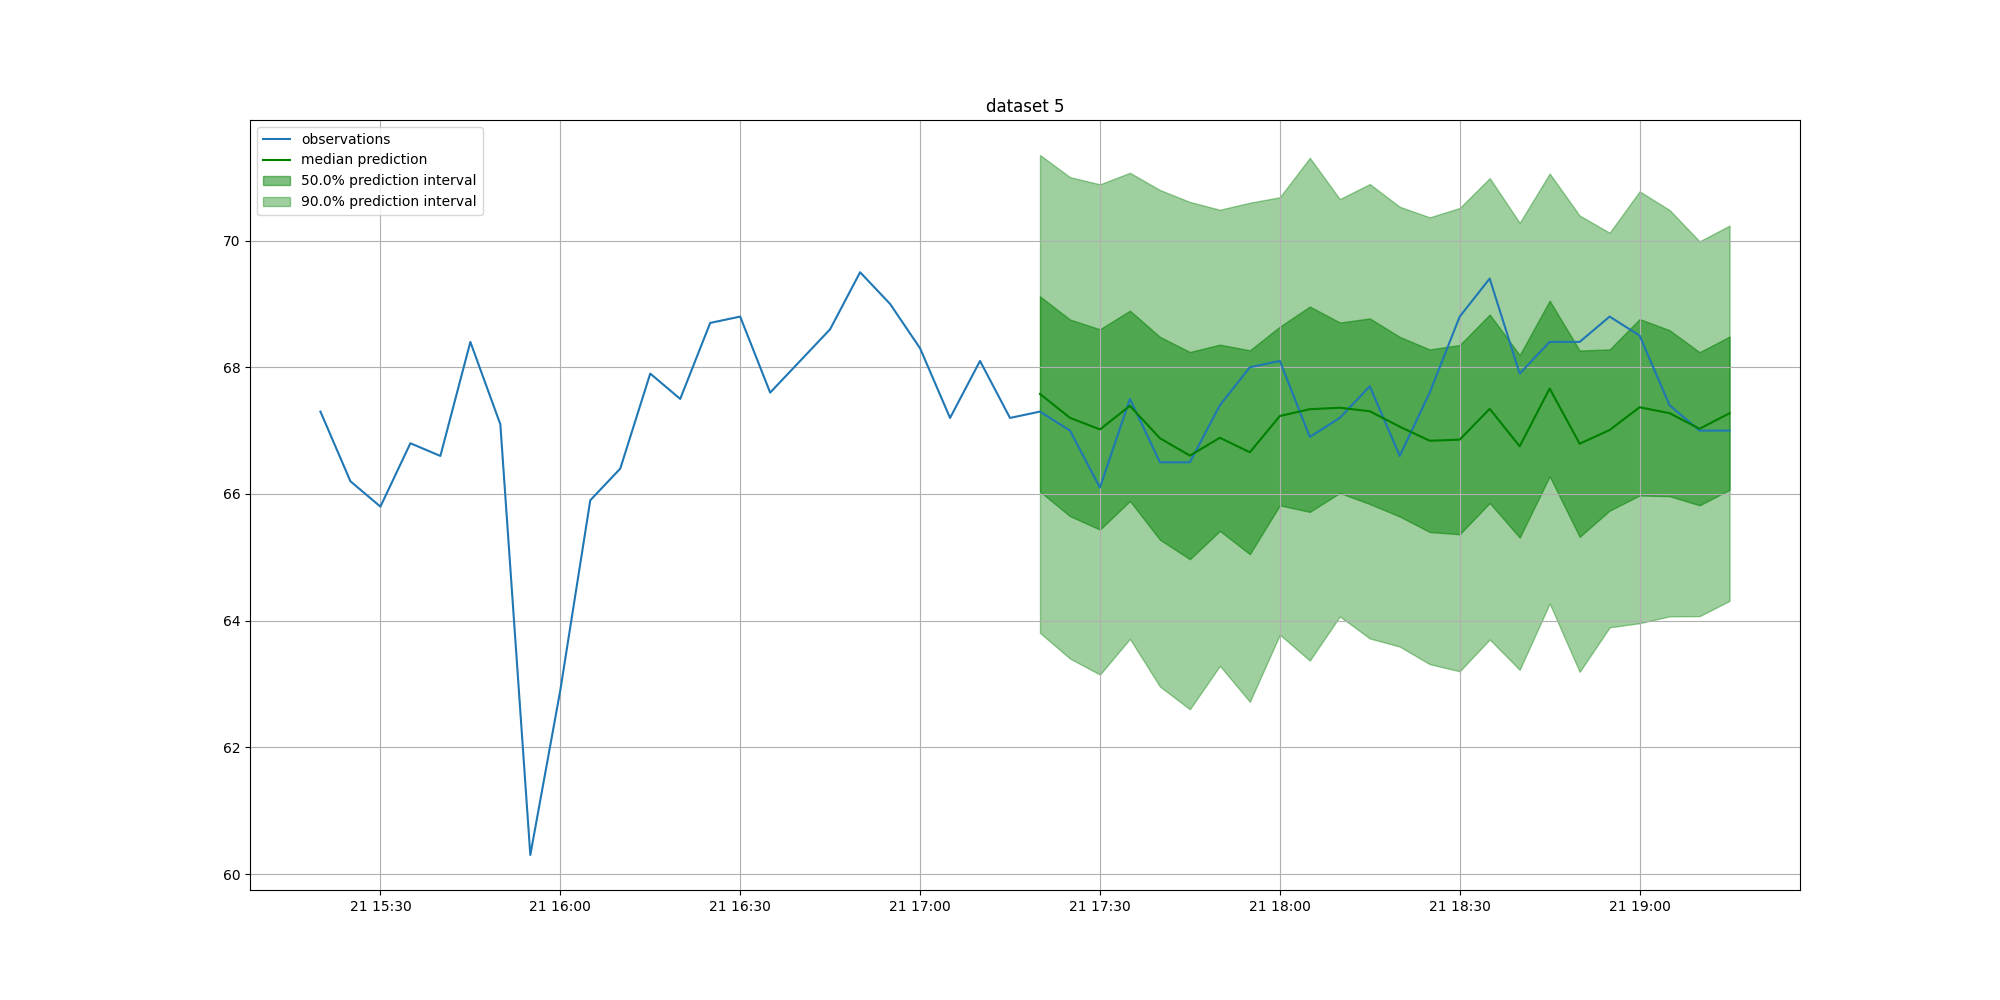 dataset 5
observations
median prediction
50.0% prediction interval
90.0% prediction interval
70
68
66
64
62
60
21 15:30
21 16:00
21 16:30
21 17:00
21 17:30
21 18:00
21 18:30
21 19:00